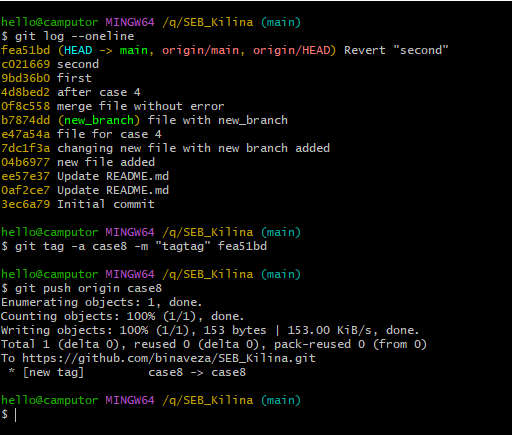 hello@camputor MINGW64 /q/SEB_Kilina (main)
$ git log --oneline
fea51bd (HEAD -> main, origin/main, origin/HEAD) Revert "second"
c021669 second
9bd36b0 first
4d8bed2 after case 4
0f8c558 merge file without error
b7874dd (new_branch) file with new_branch
e47a54a file for case 4
7dc1f3a changing new file with new branch added
04b6977 new file added
ee57e37 Update README.md
0af2ce7 Update README.md
3ec6a79 Initial commit
hello@camputor MINGW64 /q/SEB_Kilina (main)
$ git tag -a case8 -m "tagtag" fea51bd
hello@camputor MINGW64 /q/SEB_Kilina (main)
$ git push origin case8
Enumerating objects: 1, done.
Counting objects: 100% (1/1), done.
Writing objects: 100% (1/1), 153 bytes | 153.00 KiB/s, done.
Total 1 (delta 0), reused 0 (delta 0), pack-reused 0 (from 0)
To https://github.com/binaveza/SEB_Kilina.git
 * [new tag]         case8 -> case8
hello@camputor MINGW64 /q/SEB_Kilina (main)
$